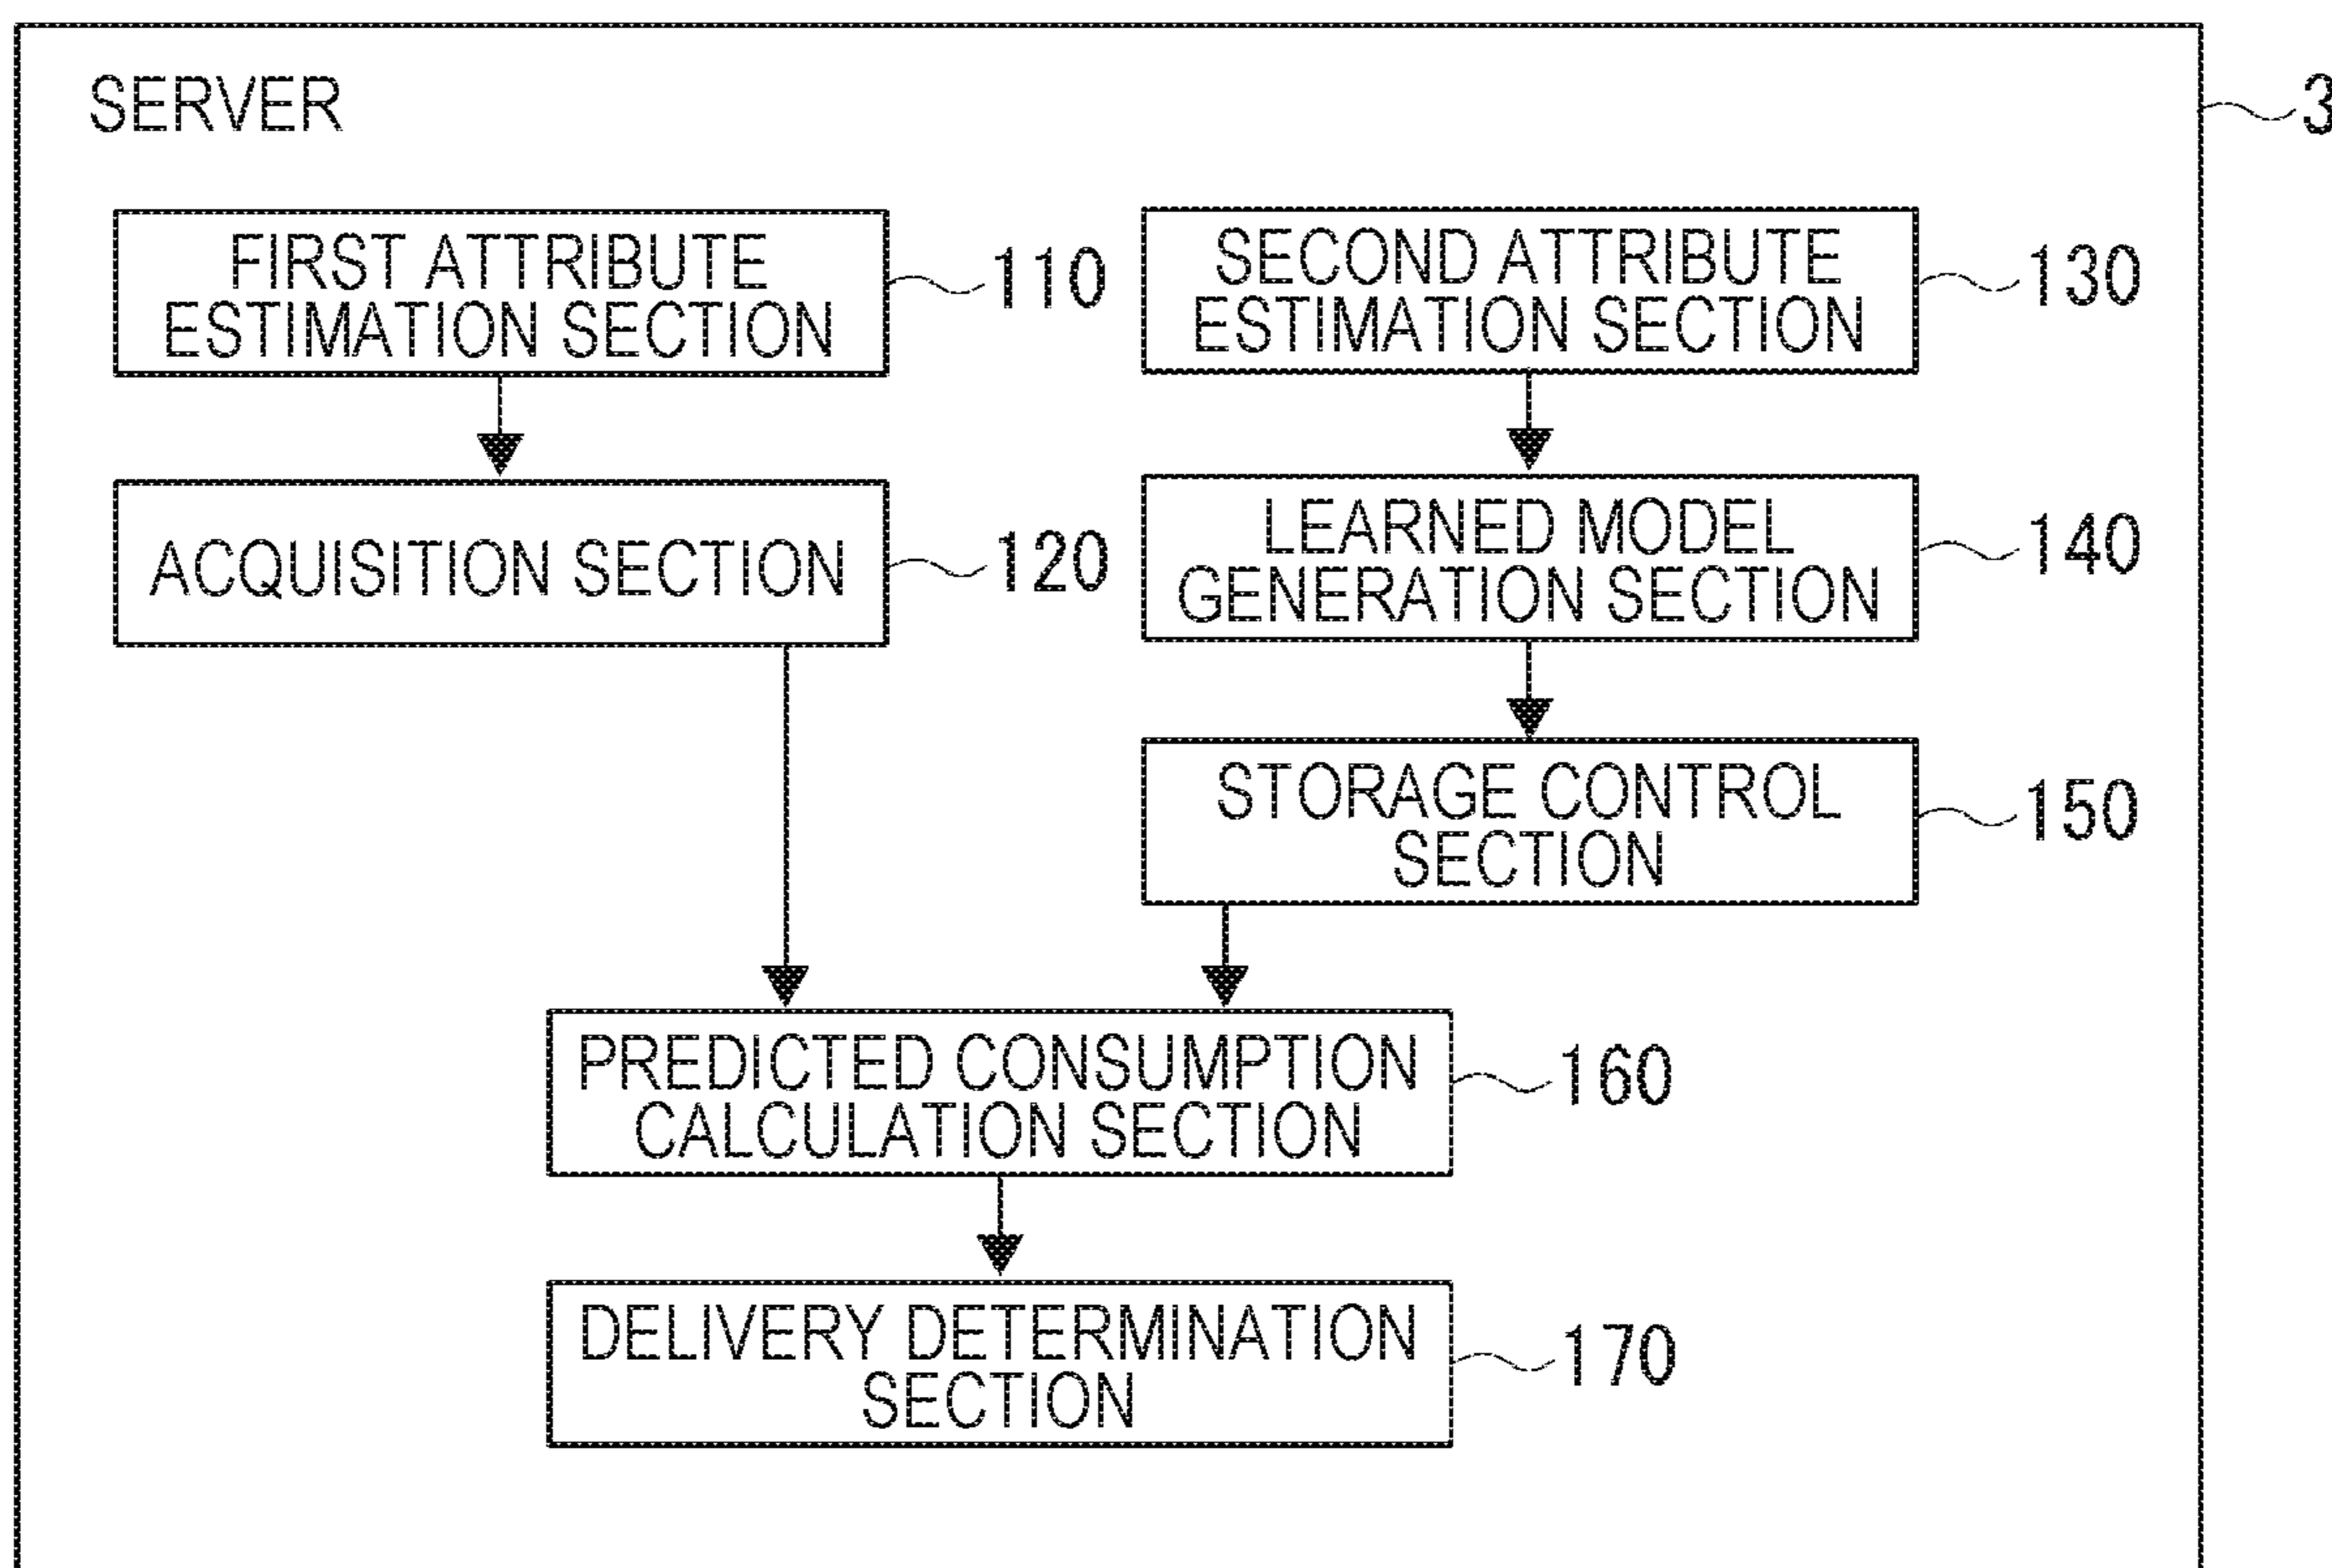 SERVER
3
FIRST ATTRIBUTE
ESTIMATION SECTION
110
SECOND ATTRIBUTE
ESTIMATION SECTION
130
ACQUISITION SECTION
120
LEARNED MODEL
GENERATION SECTION
140
STORAGE CONTROL
SECTION
150
PREDICTED CONSUMPTION
CALCULATION SECTION
160
DELIVERY DETERMINATION
SECTION
170